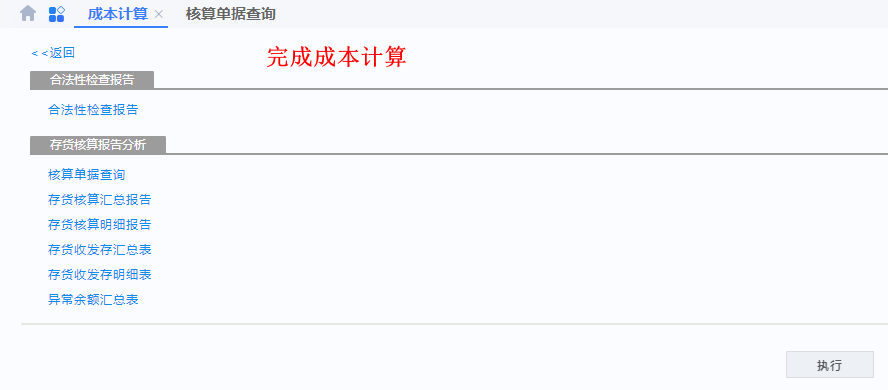 成本计算 × 核算单据查询
<<返回
完成成本计算
合法性检查报告
合法性检查报告
存货核算报告分析
核算单据查询
存货核算汇总报告
存货核算明细报告
存货收发存汇总表
存货收发存明细表
异常余额汇总表
执行